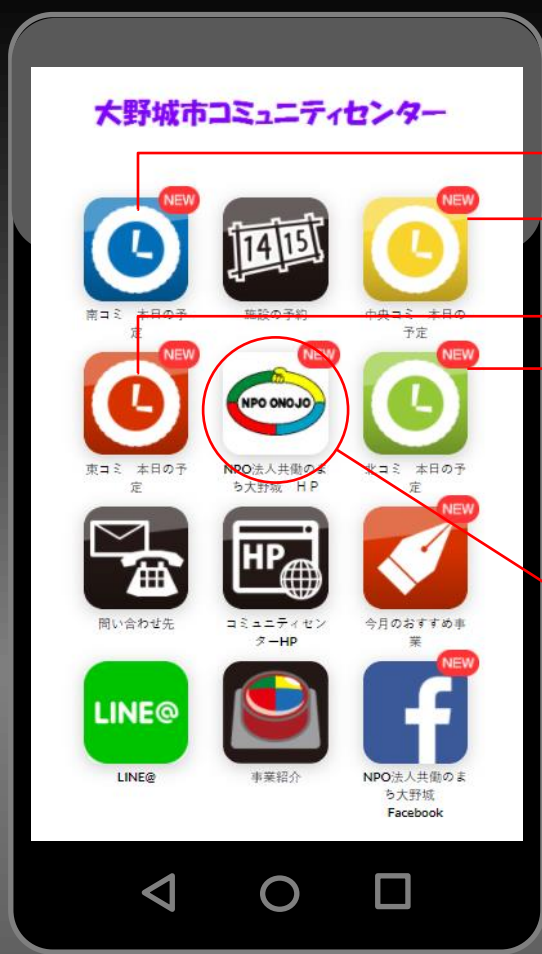 大野城市コミュニティセンター
NEW
NEW
14 15
南コミ　本日の予
定
施設の予約
中央コミ　本日の
予定
NEW
NEW
NEW
NPO ONOJO
東コミ　本日の予
定
NPO法人共働のま
ち大野城　ＨＰ
北コミ　本日の予
定
NEW
HP
問い合わせ先
コミュニティセン
ターHP
今月のおすすめ事
業
NEW
LINE@
f
LINE@
事業紹介
NPO法人共働のま
ち大野城
Facebook